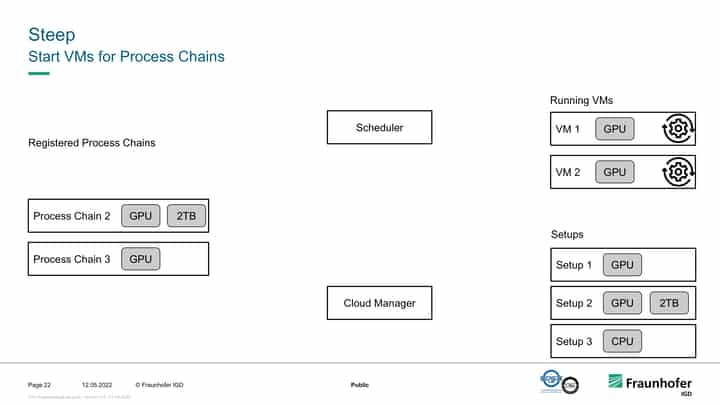 Steep
Start VMs for Process Chains
Registered Process Chains
Process Chain 2 GPU 2TB
Process Chain 3 GPU
Scheduler
Cloud Manager
Running VMs
VM 1 GPU
VM 2 GPU
Setups
Setup 1 GPU
Setup 2 GPU 2TB
Setup 3 CPU
Page 22 12.05.2022 © Fraunhofer IGD Public
Fraunhofer
IGD